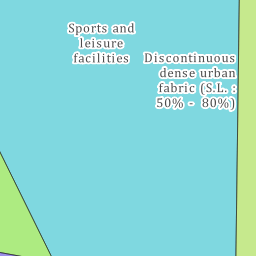 Sports and
leisure
facilities
Discontinuous
dense urban
fabric (S.L. :
50% - 80%)